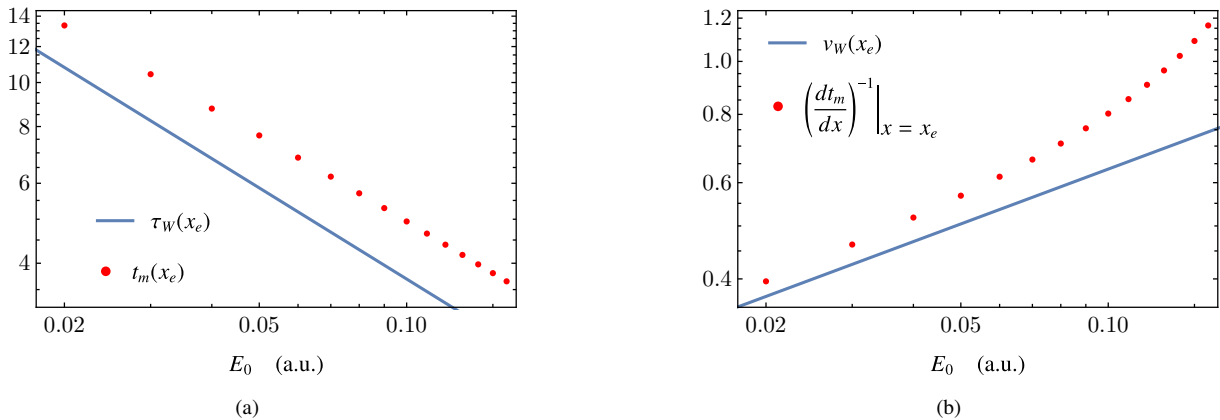 14
12
10
8
6
4
τ_W(x_e)
t_m(x_e)
0.02 0.05 0.10
E_0 (a.u.)
(a)
1.2
1.0
0.8
0.6
0.4
v_W(x_e)
(dt_m/dx)^{-1}|_{x = x_e}
0.02 0.05 0.10
E_0 (a.u.)
(b)